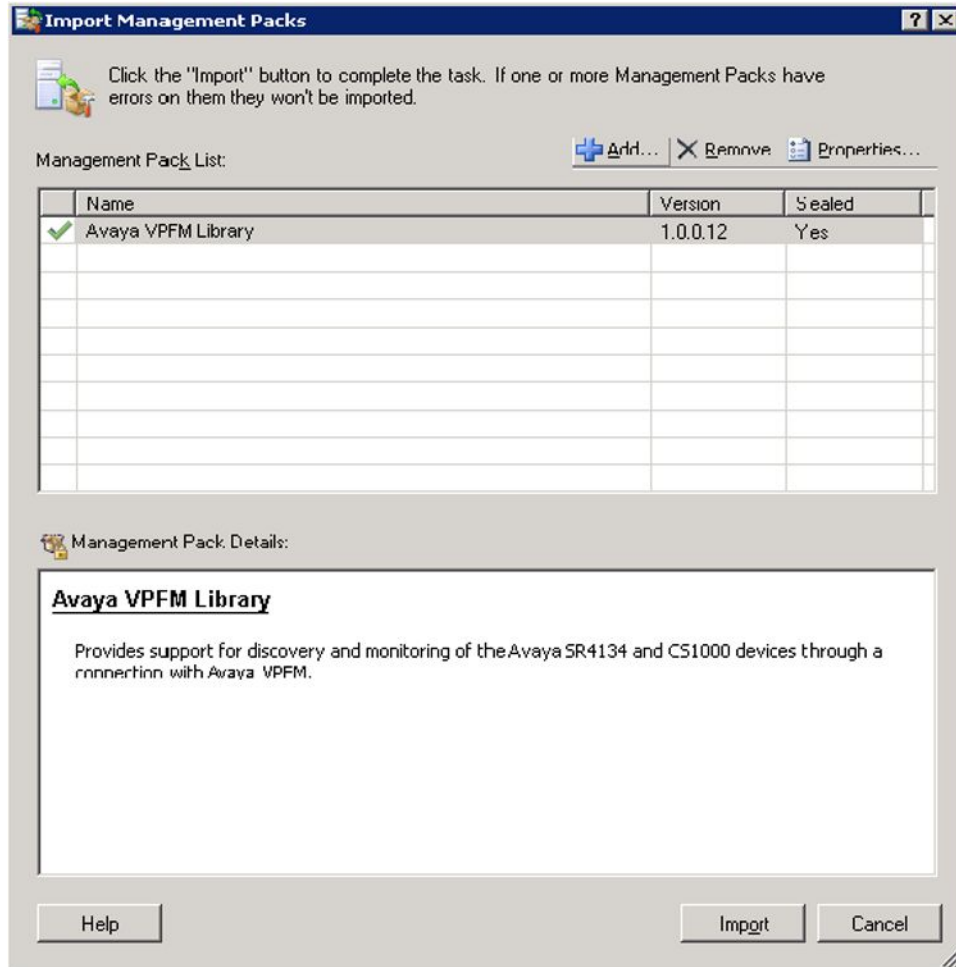 Import Management Packs
Click the "Import" button to complete the task. If one or more Management Packs have
errors on them they won't be imported.
Management Pack List:
Add... Remove Properties...
Name Version Sealed
Avaya VPFM Library 1.0.0.12 Yes
Management Pack Details:
Avaya VPFM Library
Provides support for discovery and monitoring of the Avaya SR4134 and CS1000 devices through a
connection with Avaya VPFM.
Help Import Cancel